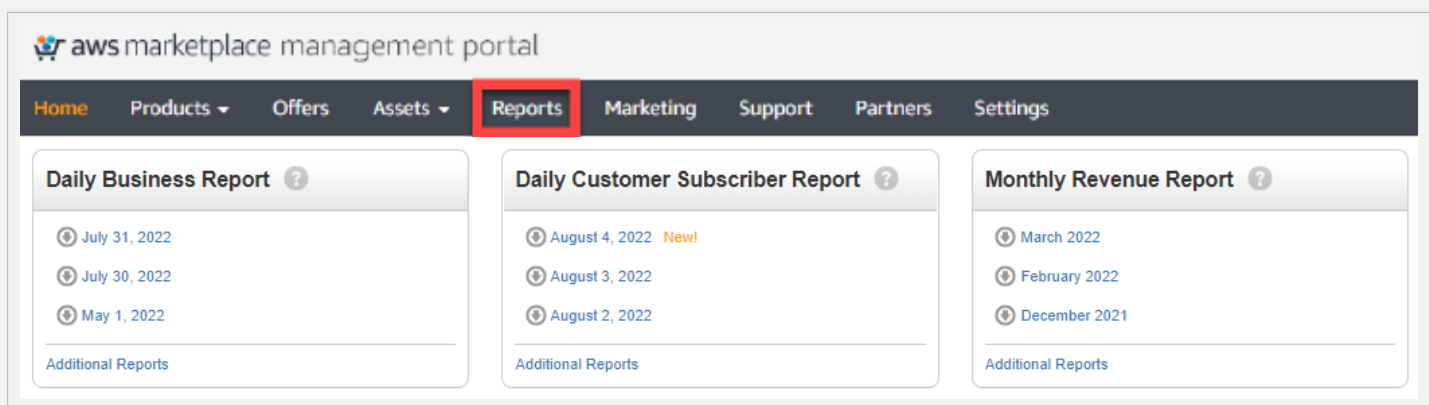 aws marketplace management portal
Home Products Offers Assets Reports Marketing Support Partners Settings
Daily Business Report ?
July 31, 2022
July 30, 2022
May 1, 2022
Additional Reports
Daily Customer Subscriber Report ?
August 4, 2022 New!
August 3, 2022
August 2, 2022
Additional Reports
Monthly Revenue Report ?
March 2022
February 2022
December 2021
Additional Reports